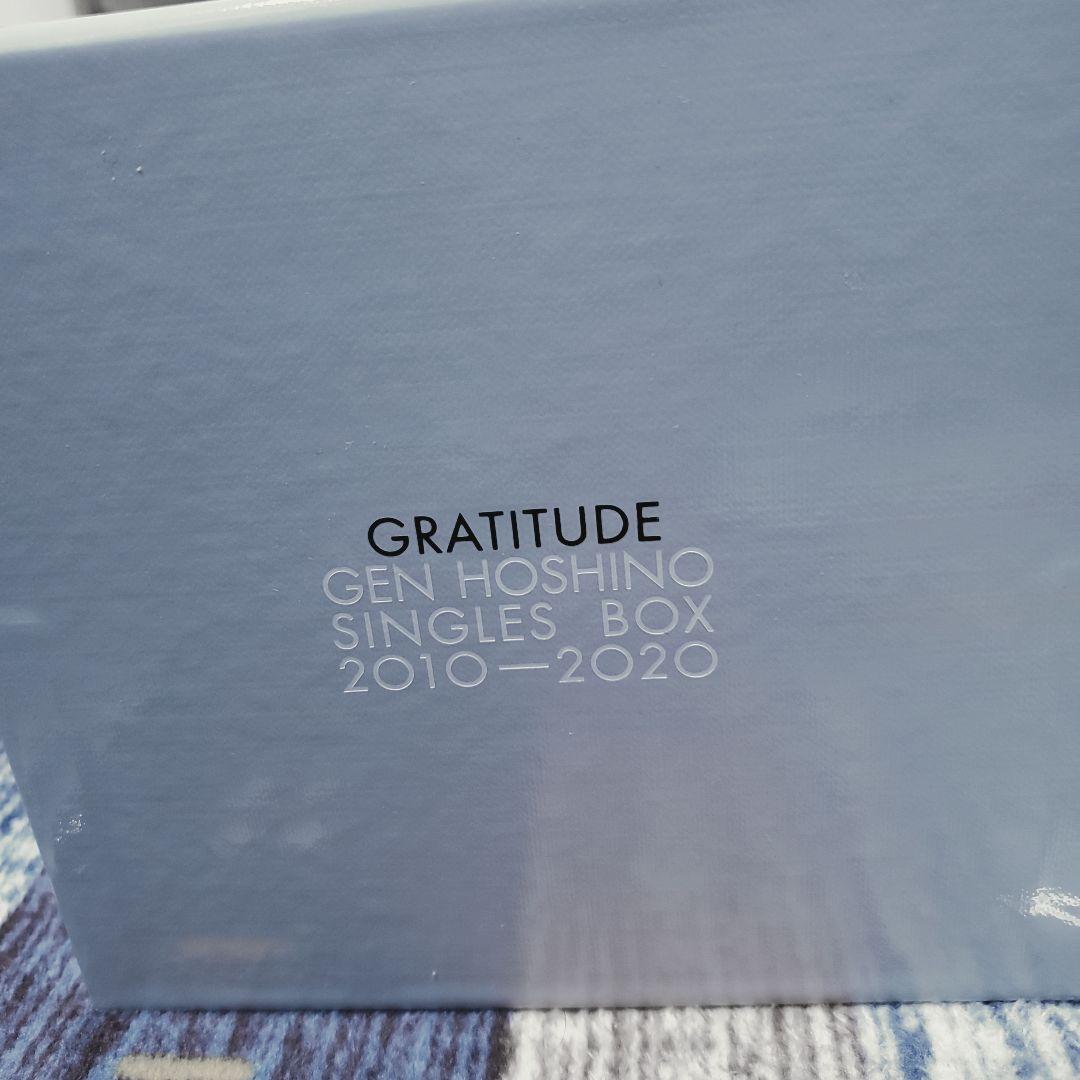 GRATITUDE
GEN HOSHINO
SINGLES BOX
2010—2020